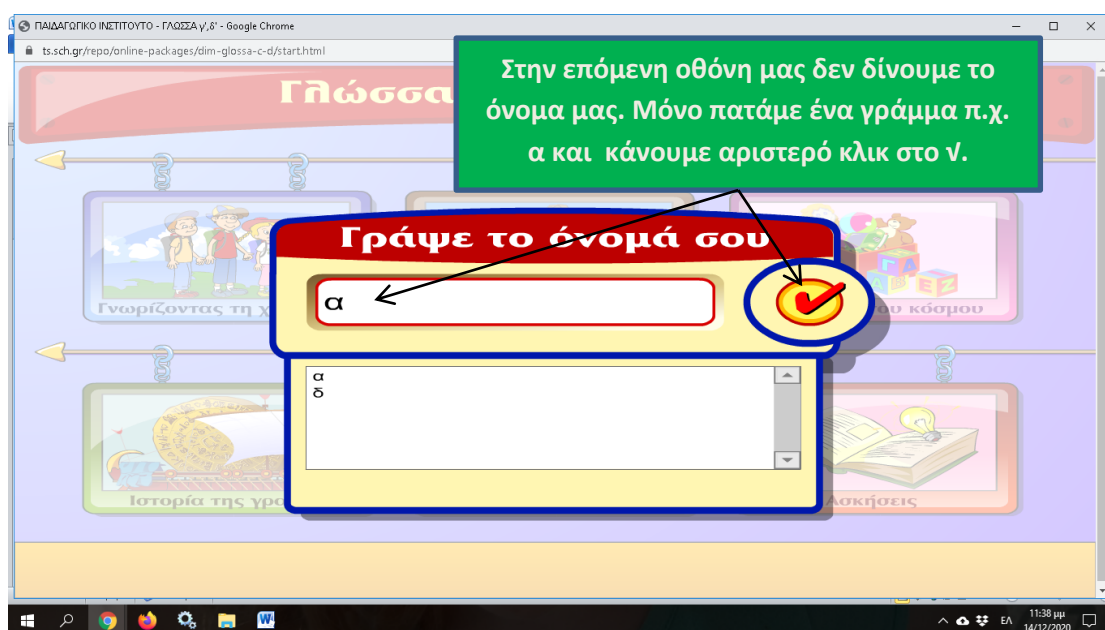 ΠΑΙΔΑΓΩΓΙΚΟ ΙΝΣΤΙΤΟΥΤΟ - ΓΛΩΣΣΑ γ',δ' - Google Chrome
ts.sch.gr/repo/online-packages/dim-glossa-c-d/start.html
Στην επόμενη οθόνη μας δεν δίνουμε το
όνομα μας. Μόνο πατάμε ένα γράμμα π.χ.
α και κάνουμε αριστερό κλικ στο √.
Γλώσσα
Γράψε το όνομά σου
α
Γνωρίζοντας τη χ
ου κόσμου
α
δ
Ιστορία της γρα
Ασκήσεις
ΕΛ
11:38 μμ
14/12/2020